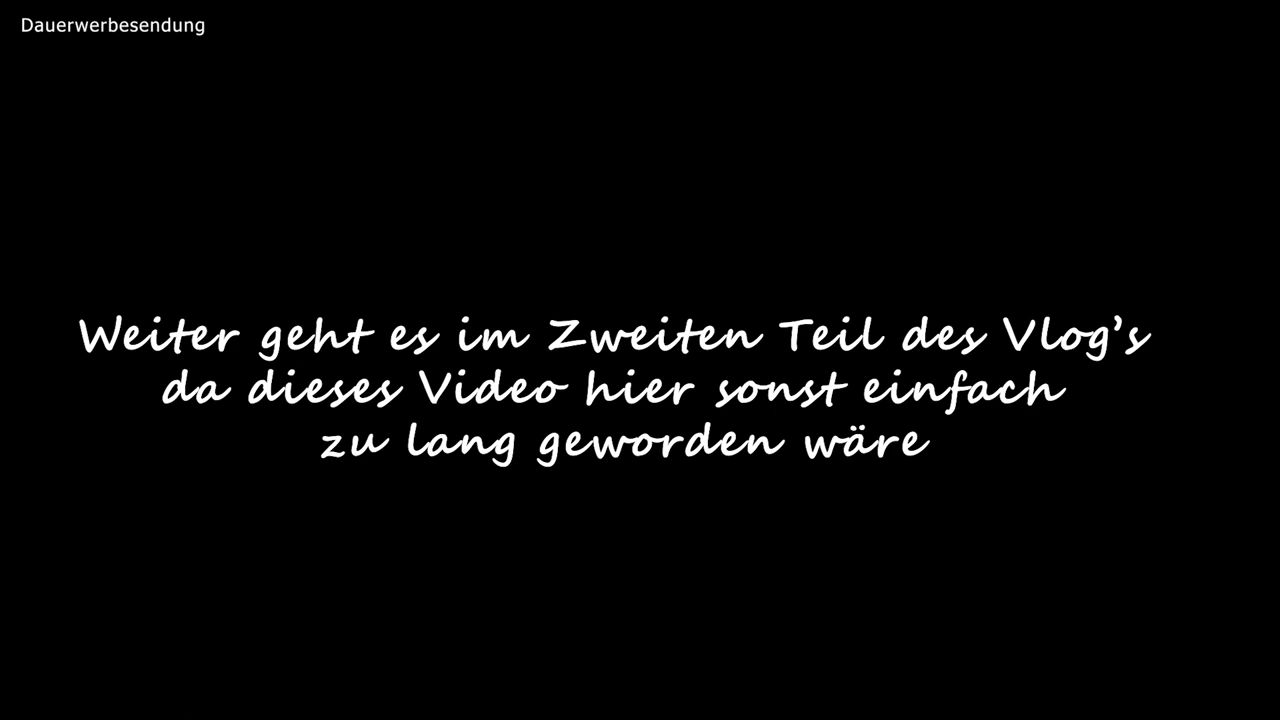 Dauerwerbesendung
Weiter geht es im Zweiten Teil des Vlog's
da dieses Video hier sonst einfach
zu lang geworden wäre